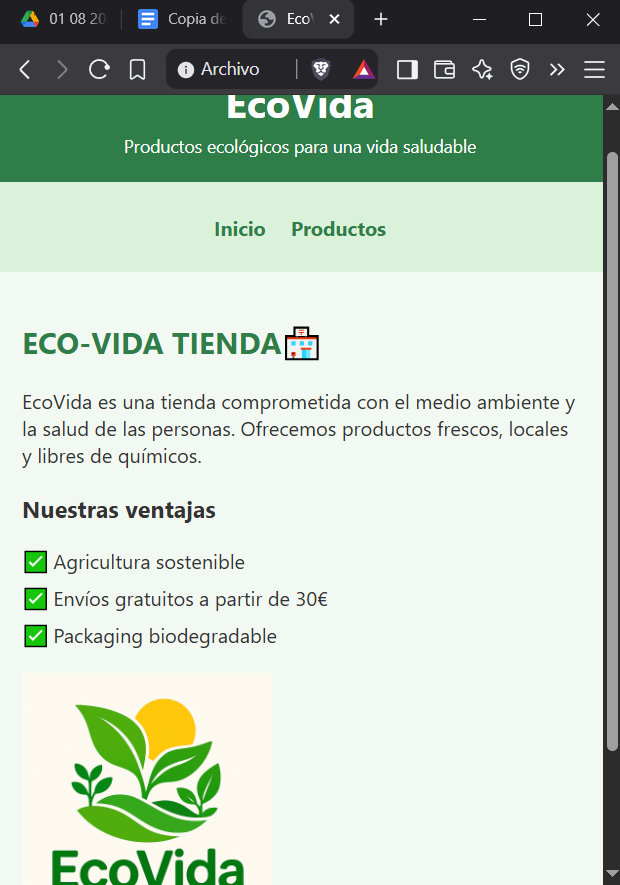 01 08 20
Copia de
Eco
Archivo
EcoVida
Productos ecológicos para una vida saludable
Inicio Productos
ECO-VIDA TIENDA
EcoVida es una tienda comprometida con el medio ambiente y
la salud de las personas. Ofrecemos productos frescos, locales
y libres de químicos.
Nuestras ventajas
Agricultura sostenible
Envíos gratuitos a partir de 30€
Packaging biodegradable
EcoVida